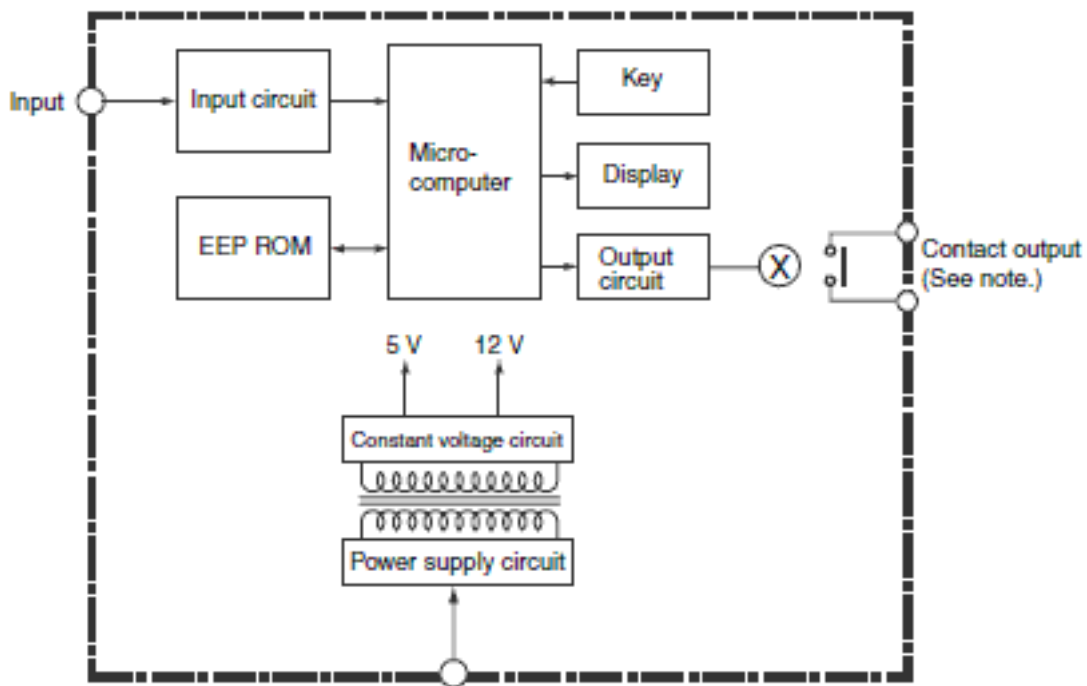 Input
Input circuit
EEP ROM
Micro-
computer
Key
Display
Output
circuit
X
Contact output
(See note.)
5 V
12 V
Constant voltage circuit
Power supply circuit